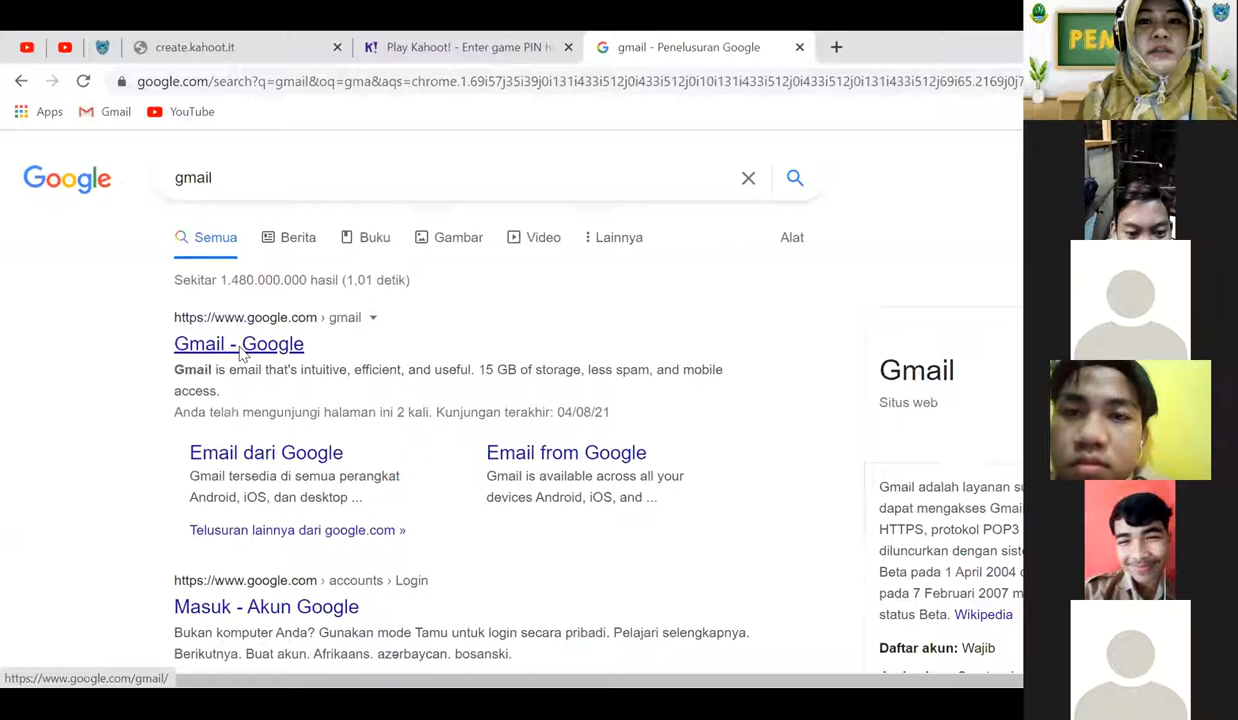 create.kahoot.it
Play Kahoot! - Enter game PIN h
gmail - Penelusuran Google
google.com/search?q=gmail&oq=gma&aqs=chrome.1.69i57j35i39j0i131i433i512j0i433i512j0i10i131i433i512j0i433i512j0i131i433i512j69i65.2169j0j7
Apps
Gmail
YouTube
PEM
Google
gmail
Semua
Berita
Buku
Gambar
Video
Lainnya
Alat
Sekitar 1.480.000.000 hasil (1,01 detik)
https://www.google.com › gmail
Gmail - Google
Gmail is email that's intuitive, efficient, and useful. 15 GB of storage, less spam, and mobile
access.
Anda telah mengunjungi halaman ini 2 kali. Kunjungan terakhir: 04/08/21
Email dari Google
Gmail tersedia di semua perangkat
Android, iOS, dan desktop ...
Email from Google
Gmail is available across all your
devices Android, iOS, and ...
Telusuran lainnya dari google.com »
https://www.google.com › accounts › Login
Masuk - Akun Google
Bukan komputer Anda? Gunakan mode Tamu untuk login secara pribadi. Pelajari selengkapnya.
Berikutnya. Buat akun. Afrikaans. azərbaycan. bosanski.
Gmail
Situs web
Gmail adalah layanan su
dapat mengakses Gmai
HTTPS, protokol POP3
diluncurkan dengan siste
Beta pada 1 April 2004 d
pada 7 Februari 2007 m
status Beta. Wikipedia
Daftar akun: Wajib
https://www.google.com/gmail/